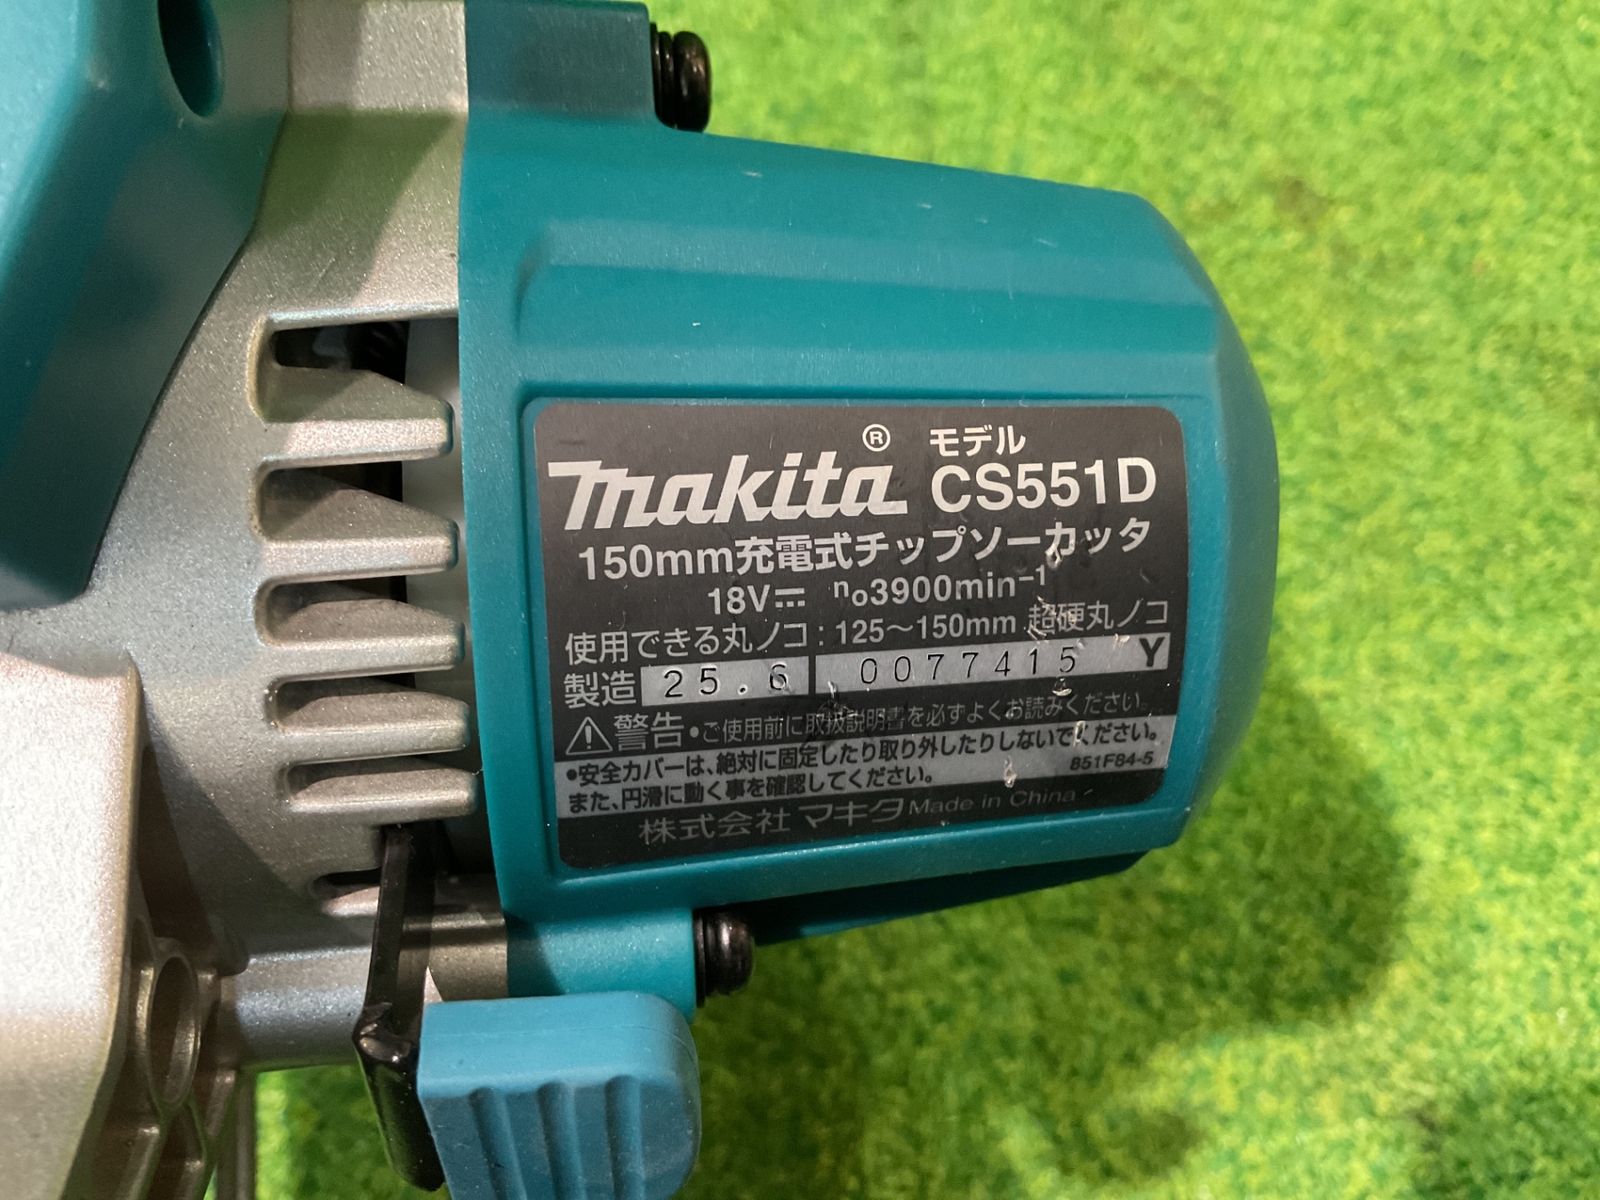 makita® モデル CS551D
150mm充電式チップソーカッタ
18V⎓ n₀3900min⁻¹
使用できる丸ノコ:125〜150mm 超硬丸ノコ
製造 25.6 0077415 Y
⚠警告 •ご使用前に取扱説明書を必ずよくお読みください。
•安全カバーは、絶対に固定したり取り外したりしないでください。
また、円滑に動く事を確認してください。 851F84-5
株式会社 マキタ Made in China